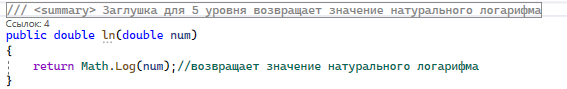 /// <summary> Заглушка для 5 уровня возвращает значение натурального логарифма
Ссылок: 4
public double ln(double num)
{
return Math.Log(num);//возвращает значение натурального логарифма
}